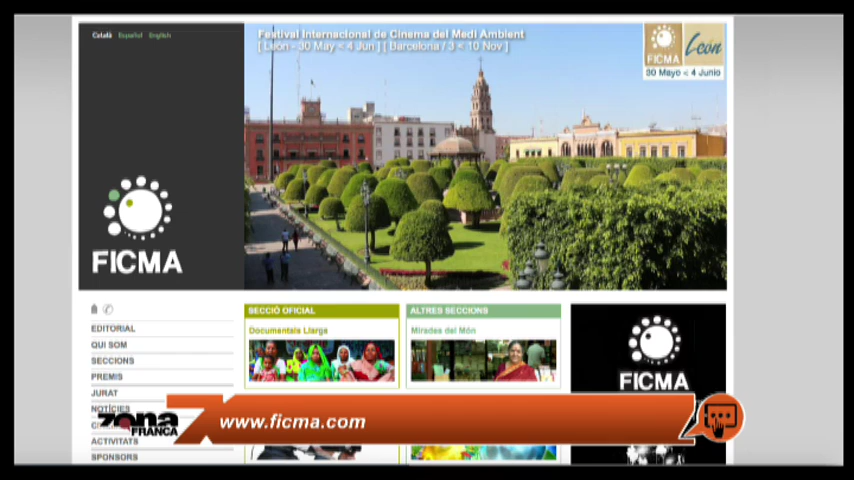 Català Español English
Festival Internacional de Cinema del Medi Ambient
[ León - 30 May < 4 Jun ] [ Barcelona / 3 < 10 Nov ]
FICMA León
30 Mayo < 4 Junio
FICMA
EDITORIAL
QUI SOM
SECCIONS
PREMIS
JURAT
NOTÍCIES
ACTIVITATS
SPONSORS
SECCIÓ OFICIAL
Documentals Llargs
ALTRES SECCIONS
Mirades del Món
FICMA
zona FRANCA
www.ficma.com